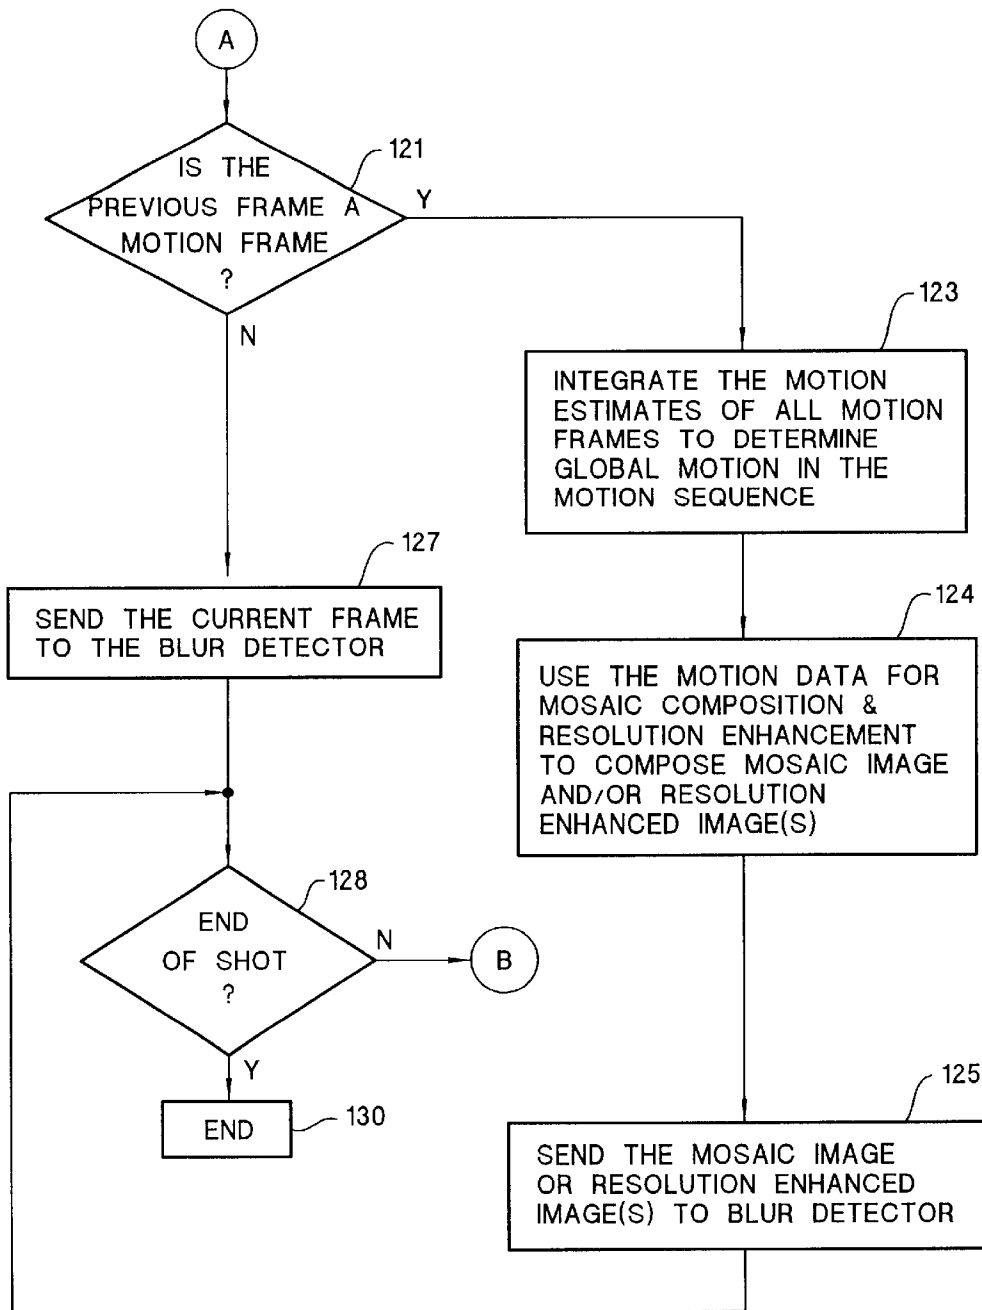 A
121
IS THE
PREVIOUS FRAME A
MOTION FRAME
?
Y
N
123
INTEGRATE THE MOTION
ESTIMATES OF ALL MOTION
FRAMES TO DETERMINE
GLOBAL MOTION IN THE
MOTION SEQUENCE
127
SEND THE CURRENT FRAME
TO THE BLUR DETECTOR
124
USE THE MOTION DATA FOR
MOSAIC COMPOSITION &
RESOLUTION ENHANCEMENT
TO COMPOSE MOSAIC IMAGE
AND/OR RESOLUTION
ENHANCED IMAGE(S)
128
END
OF SHOT
?
N
B
Y
END
130
125
SEND THE MOSAIC IMAGE
OR RESOLUTION ENHANCED
IMAGE(S) TO BLUR DETECTOR